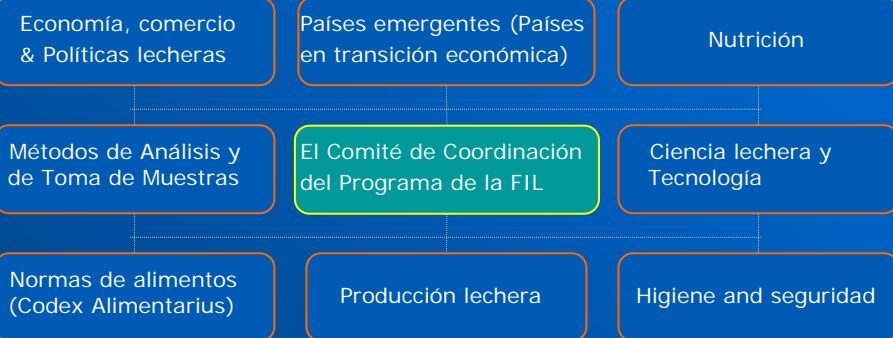 Economía, comercio
& Políticas lecheras
Países emergentes (Países
en transición económica)
Nutrición
Métodos de Análisis y
de Toma de Muestras
El Comité de Coordinación
del Programa de la FIL
Ciencia lechera y
Tecnología
Normas de alimentos
(Codex Alimentarius)
Producción lechera
Higiene and seguridad